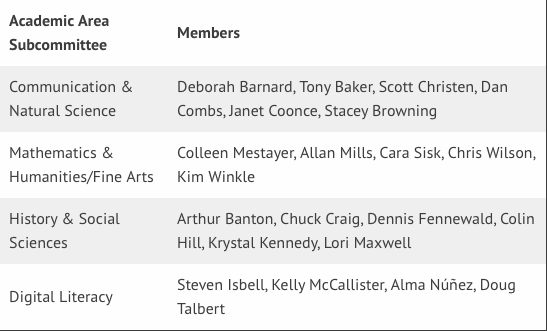 Academic Area
Subcommittee
Members
Communication &
Natural Science
Deborah Barnard, Tony Baker, Scott Christen, Dan
Combs, Janet Coonce, Stacey Browning
Mathematics &
Humanities/Fine Arts
Colleen Mestayer, Allan Mills, Cara Sisk, Chris Wilson,
Kim Winkle
History & Social
Sciences
Arthur Banton, Chuck Craig, Dennis Fennewald, Colin
Hill, Krystal Kennedy, Lori Maxwell
Digital Literacy
Steven Isbell, Kelly McCallister, Alma Núñez, Doug
Talbert